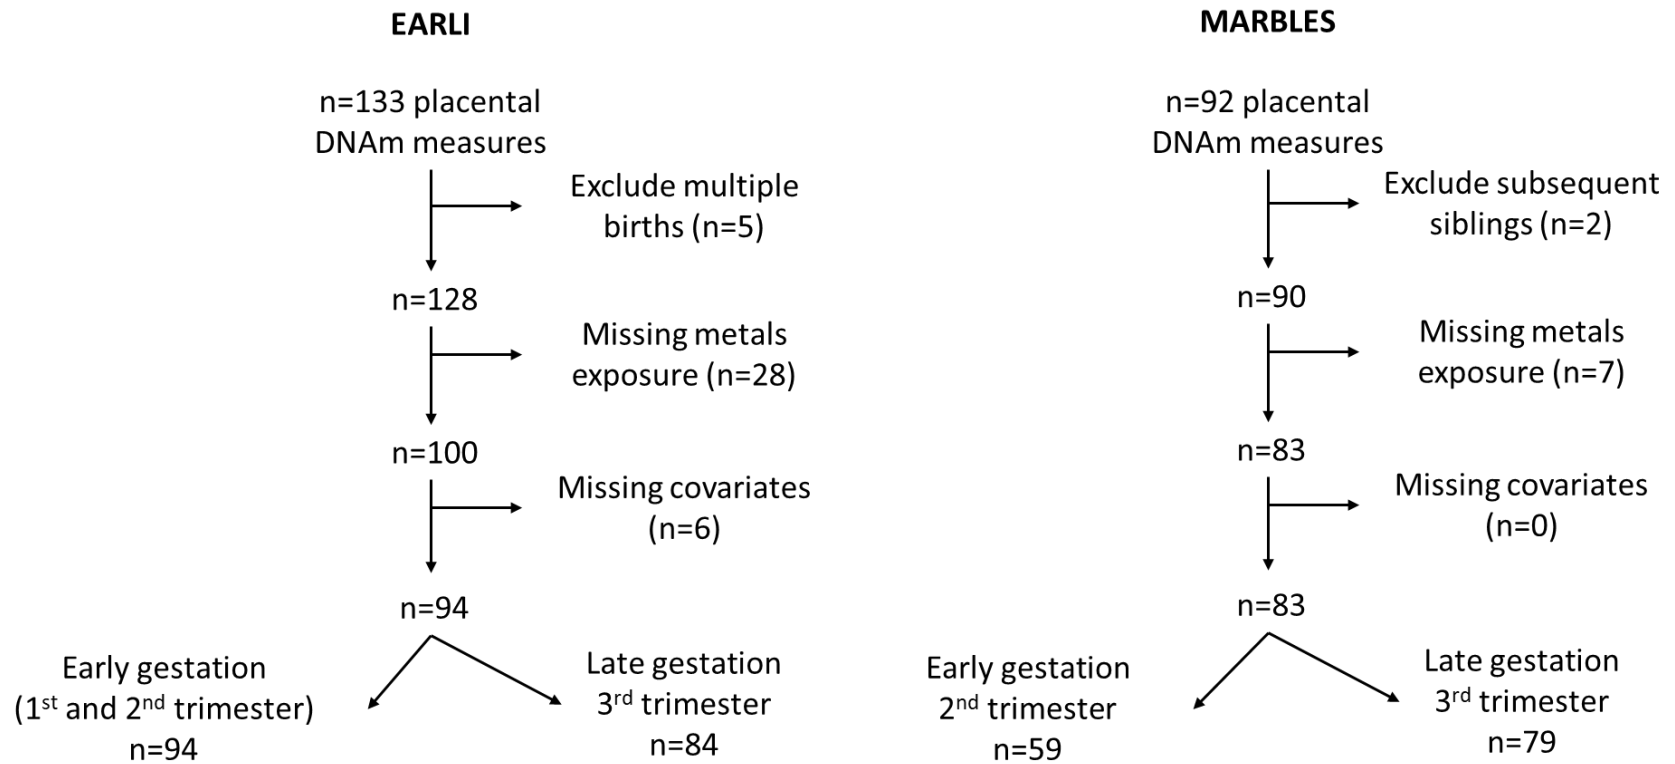 EARLI
n=133 placental
DNAm measures
Exclude multiple
births (n=5)
n=128
Missing metals
exposure (n=28)
n=100
Missing covariates
(n=6)
n=94
Early gestation
(1st and 2nd trimester)
n=94
Late gestation
3rd trimester
n=84
MARBLES
n=92 placental
DNAm measures
Exclude subsequent
siblings (n=2)
n=90
Missing metals
exposure (n=7)
n=83
Missing covariates
(n=0)
n=83
Early gestation
2nd trimester
n=59
Late gestation
3rd trimester
n=79